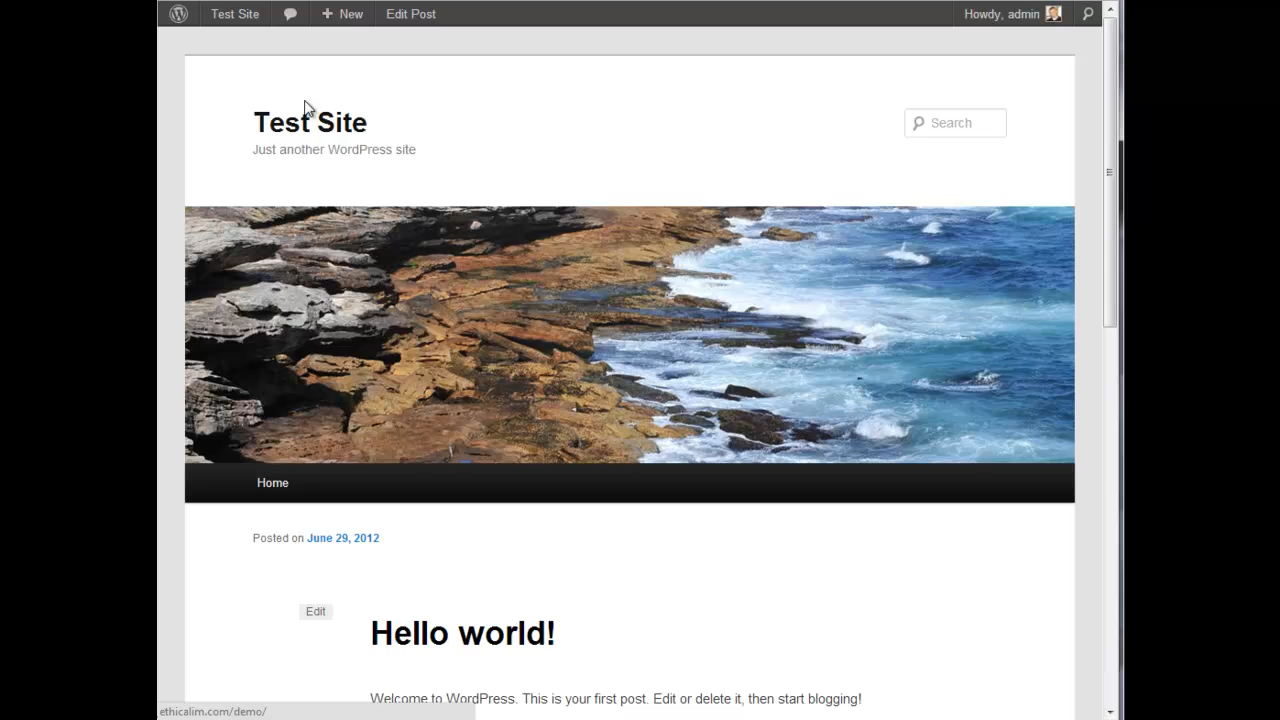 Test Site New Edit Post Howdy, admin
Test Site
Just another WordPress site
Search
Home
Posted on June 29, 2012
Edit
Hello world!
Welcome to WordPress. This is your first post. Edit or delete it, then start blogging!
ethicalim.com/demo/